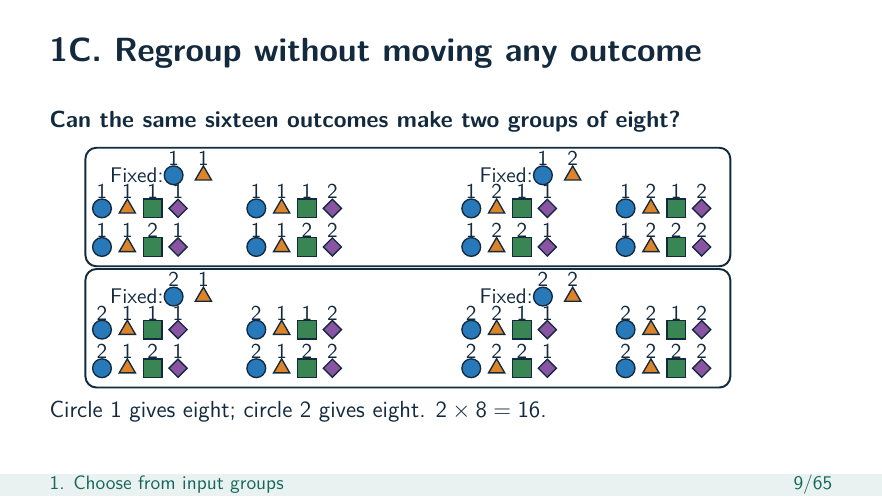 1C. Regroup without moving any outcome
Can the same sixteen outcomes make two groups of eight?
1 1 1 2
Fixed: Fixed:
1 1 1 1 1 1 1 2 1 2 1 1 1 2 1 2
1 1 2 1 1 1 2 2 1 2 2 1 1 2 2 2
2 1 2 2
Fixed: Fixed:
2 1 1 1 2 1 1 2 2 2 1 1 2 2 1 2
2 1 2 1 2 1 2 2 2 2 2 1 2 2 2 2
Circle 1 gives eight; circle 2 gives eight. 2 × 8 = 16.
1. Choose from input groups 9/65